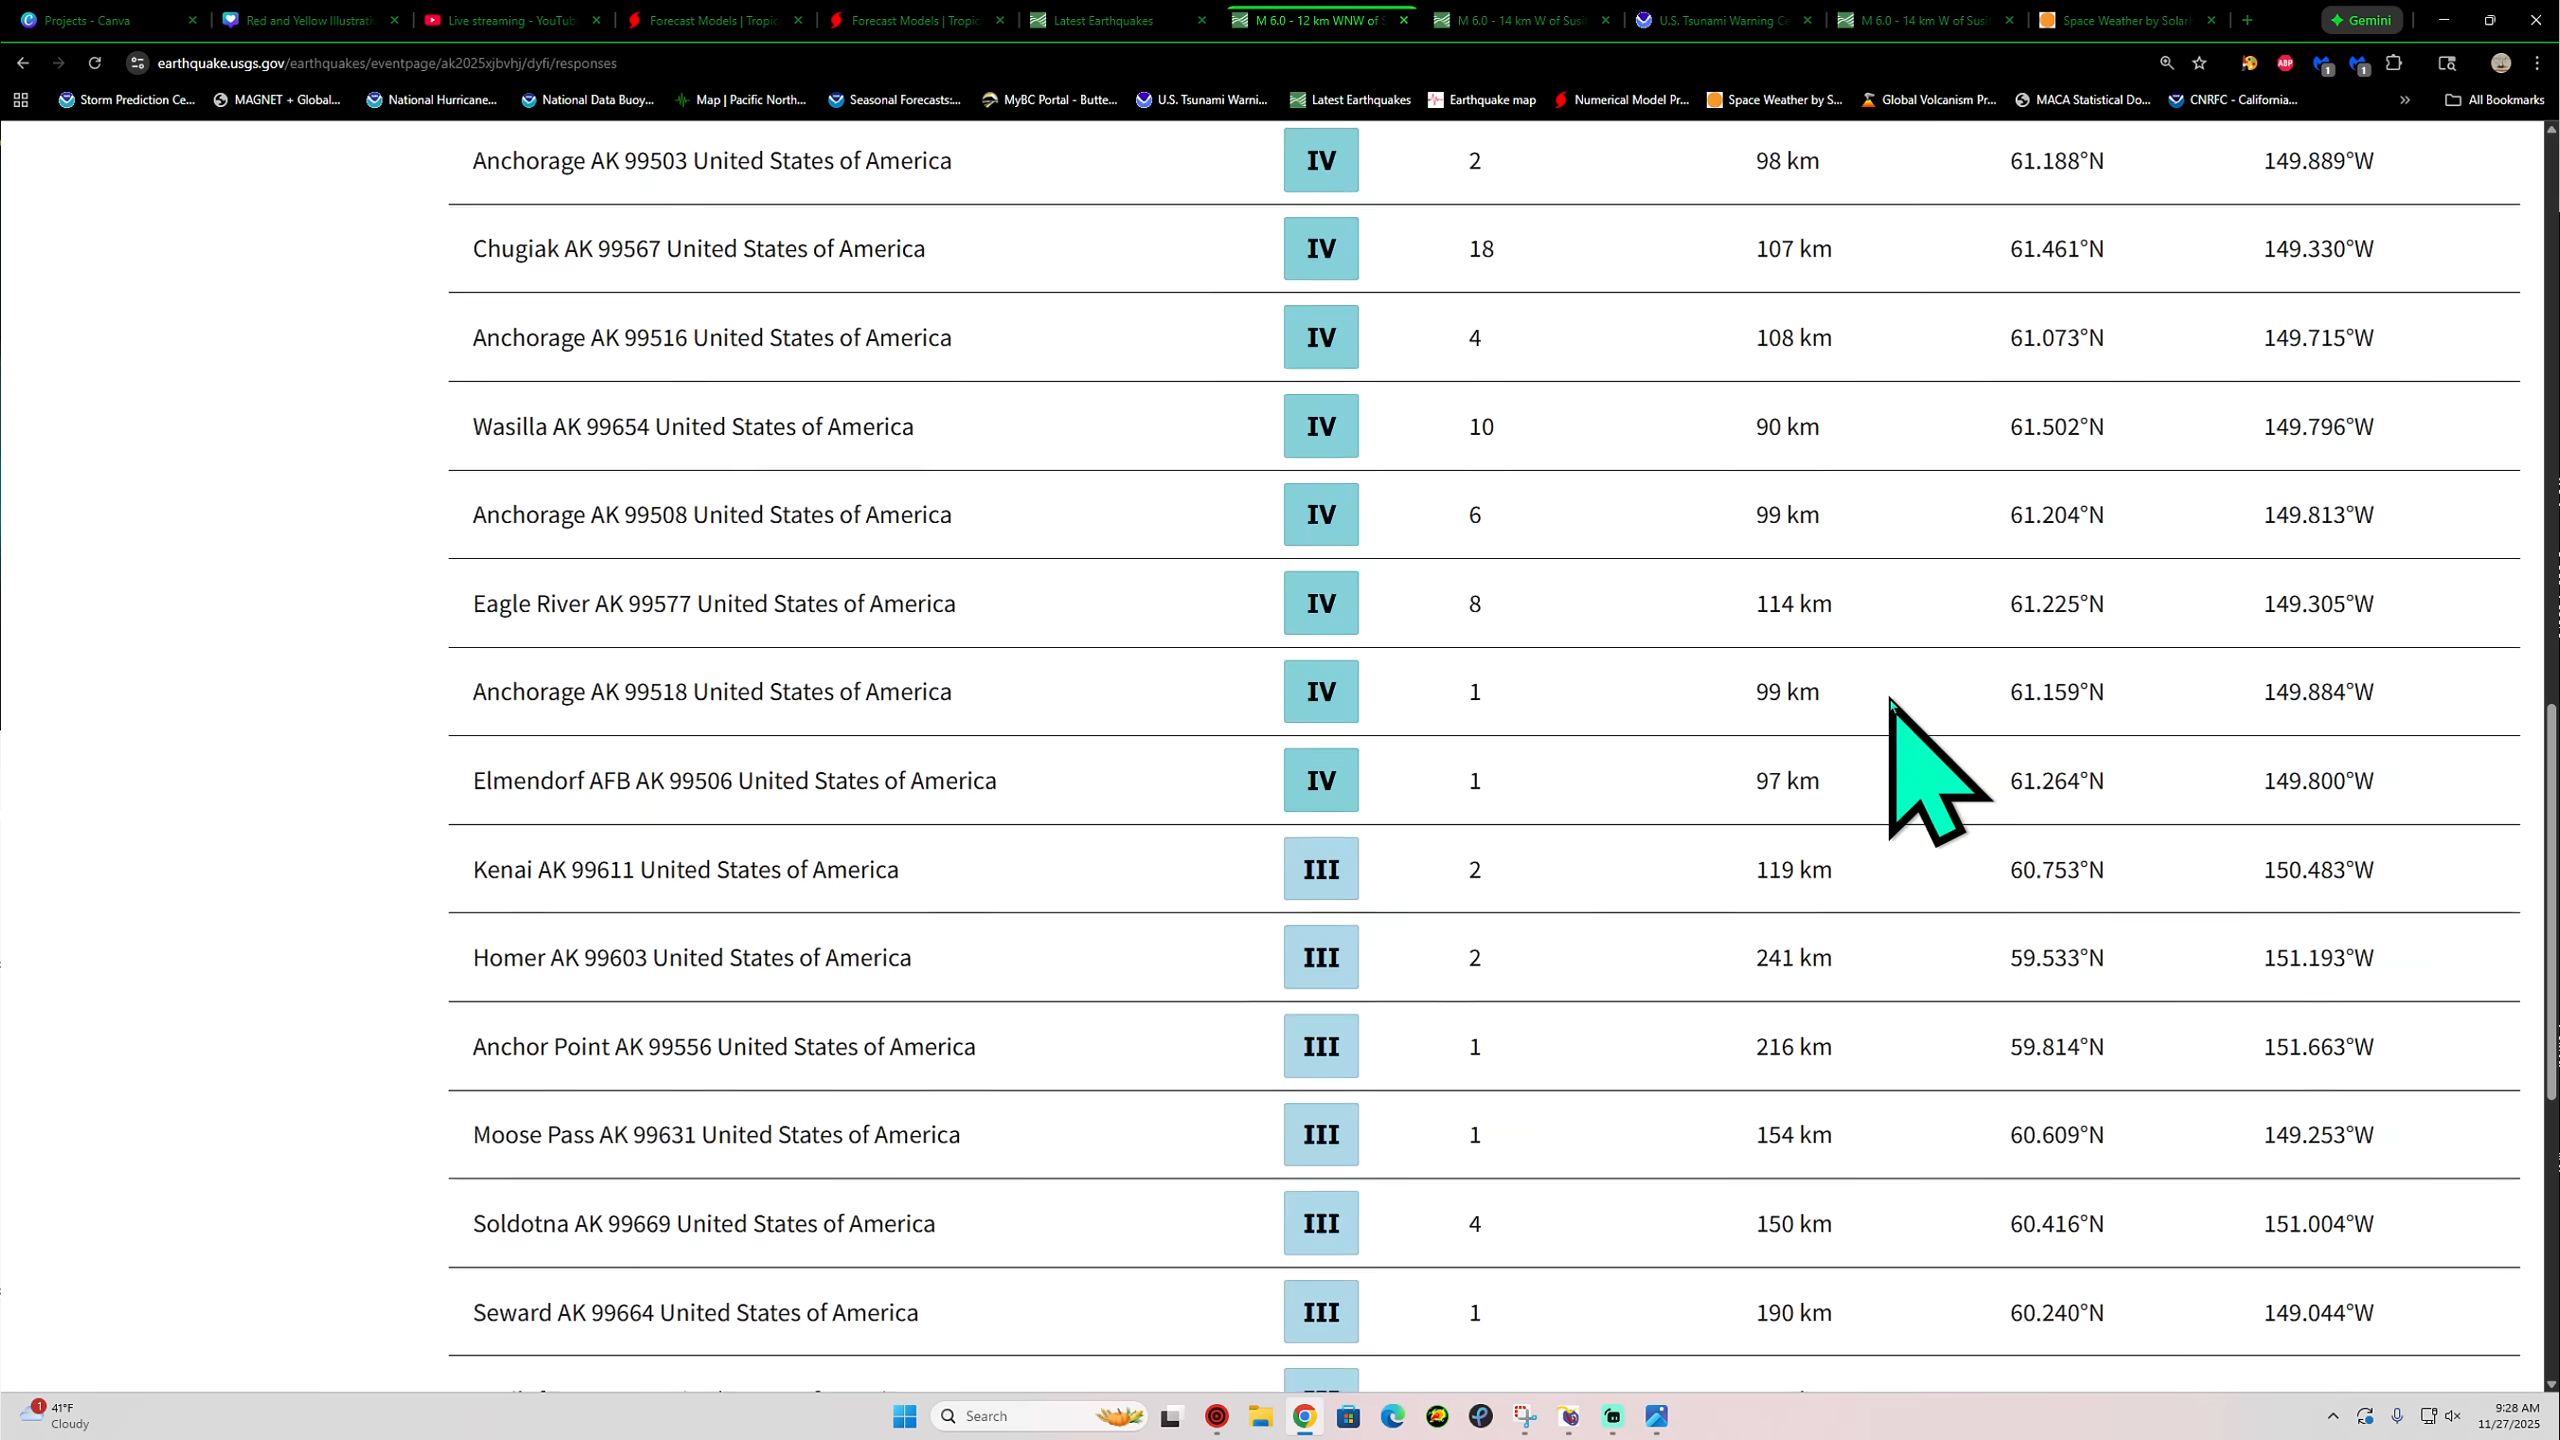 Projects - Canva
Red and Yellow Illustrati
Live streaming - YouTub
Forecast Models | Tropic
Forecast Models | Tropic
Latest Earthquakes
M 6.0 - 12 km WNW of S
M 6.0 - 14 km W of Susit
U.S. Tsunami Warning Ce
M 6.0 - 14 km W of Susit
Space Weather by Solar
Gemini
earthquake.usgs.gov/earthquakes/eventpage/ak2025xjbvhj/dyfi/responses
ABP
1
1
Storm Prediction Ce...
MAGNET + Global...
National Hurricane...
National Data Buoy...
Map | Pacific North...
Seasonal Forecasts:...
MyBC Portal - Butte...
U.S. Tsunami Warni...
Latest Earthquakes
Earthquake map
Numerical Model Pr...
Space Weather by S...
Global Volcanism Pr...
MACA Statistical Do...
CNRFC - California...
All Bookmarks
Anchorage AK 99503 United States of America IV 2 98 km 61.188°N 149.889°W
Chugiak AK 99567 United States of America IV 18 107 km 61.461°N 149.330°W
Anchorage AK 99516 United States of America IV 4 108 km 61.073°N 149.715°W
Wasilla AK 99654 United States of America IV 10 90 km 61.502°N 149.796°W
Anchorage AK 99508 United States of America IV 6 99 km 61.204°N 149.813°W
Eagle River AK 99577 United States of America IV 8 114 km 61.225°N 149.305°W
Anchorage AK 99518 United States of America IV 1 99 km 61.159°N 149.884°W
Elmendorf AFB AK 99506 United States of America IV 1 97 km 61.264°N 149.800°W
Kenai AK 99611 United States of America III 2 119 km 60.753°N 150.483°W
Homer AK 99603 United States of America III 2 241 km 59.533°N 151.193°W
Anchor Point AK 99556 United States of America III 1 216 km 59.814°N 151.663°W
Moose Pass AK 99631 United States of America III 1 154 km 60.609°N 149.253°W
Soldotna AK 99669 United States of America III 4 150 km 60.416°N 151.004°W
Seward AK 99664 United States of America III 1 190 km 60.240°N 149.044°W
1
41°F
Cloudy
Search
9:28 AM
11/27/2025